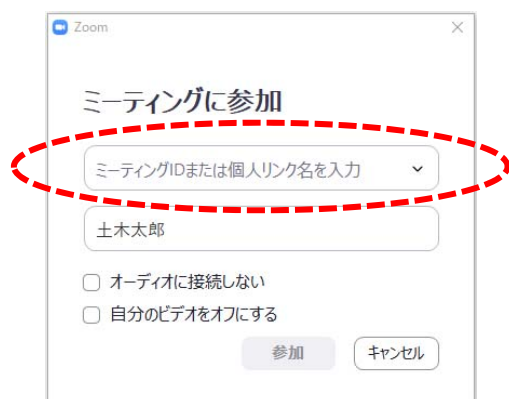 Zoom
ミーティングに参加
ミーティングIDまたは個人リンク名を入力
土木太郎
オーディオに接続しない
自分のビデオをオフにする
参加 キャンセル